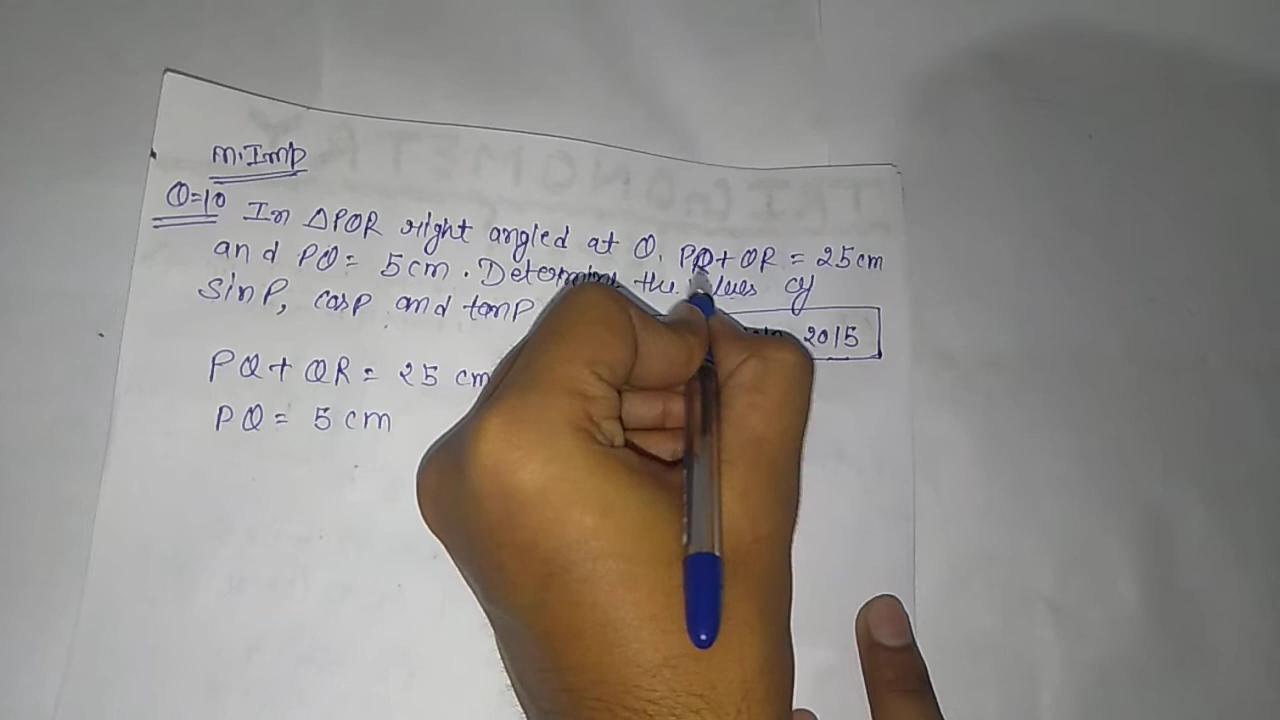 m.Imp
Q=10 In ΔPQR right angled at Q. PQ+QR = 25cm
and PQ = 5cm. Determine the values of
sinP, cosP and tanP
2015
PQ + QR = 25 cm
PQ = 5 cm
TRIGONOMETRY